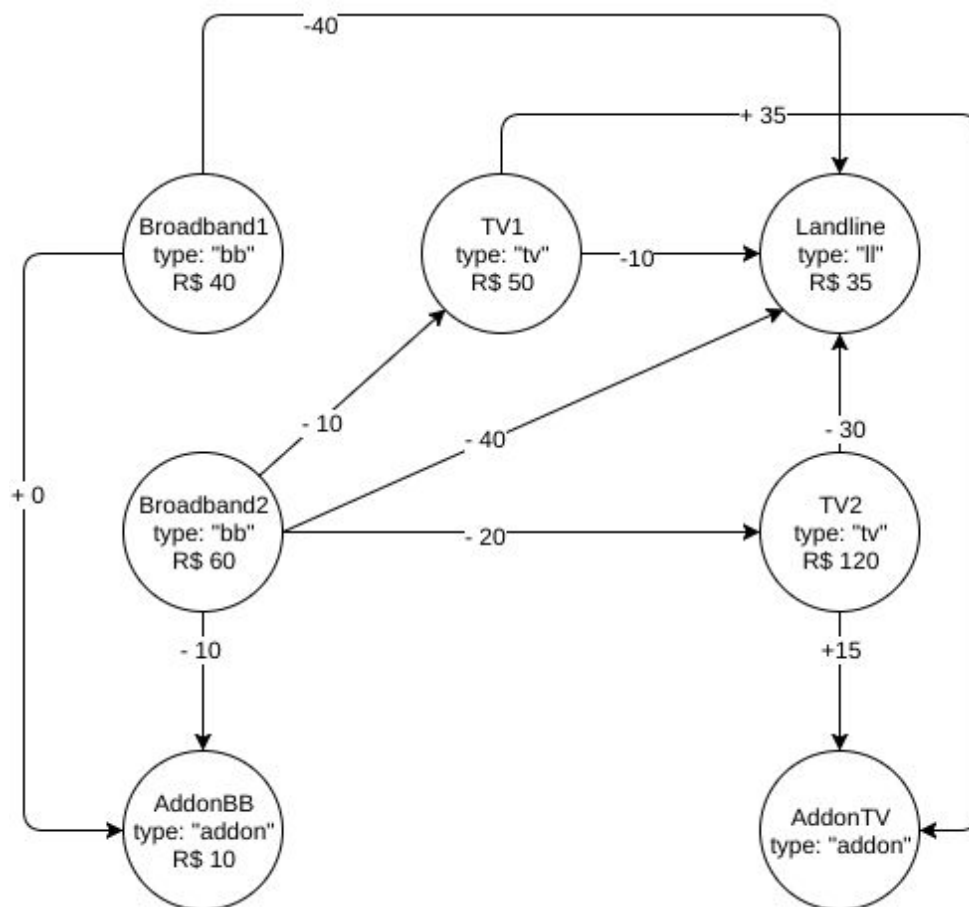 -40
+ 35
Broadband1
type: "bb"
R$ 40
TV1
type: "tv"
R$ 50
-10
Landline
type: "ll"
R$ 35
- 10
- 40
- 30
+ 0
Broadband2
type: "bb"
R$ 60
- 20
TV2
type: "tv"
R$ 120
- 10
+15
AddonBB
type: "addon"
R$ 10
AddonTV
type: "addon"